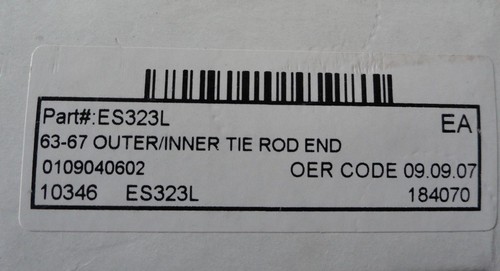 Part#:ES323L EA
63-67 OUTER/INNER TIE ROD END
0109040602 OER CODE 09.09.07
10346 ES323L 184070